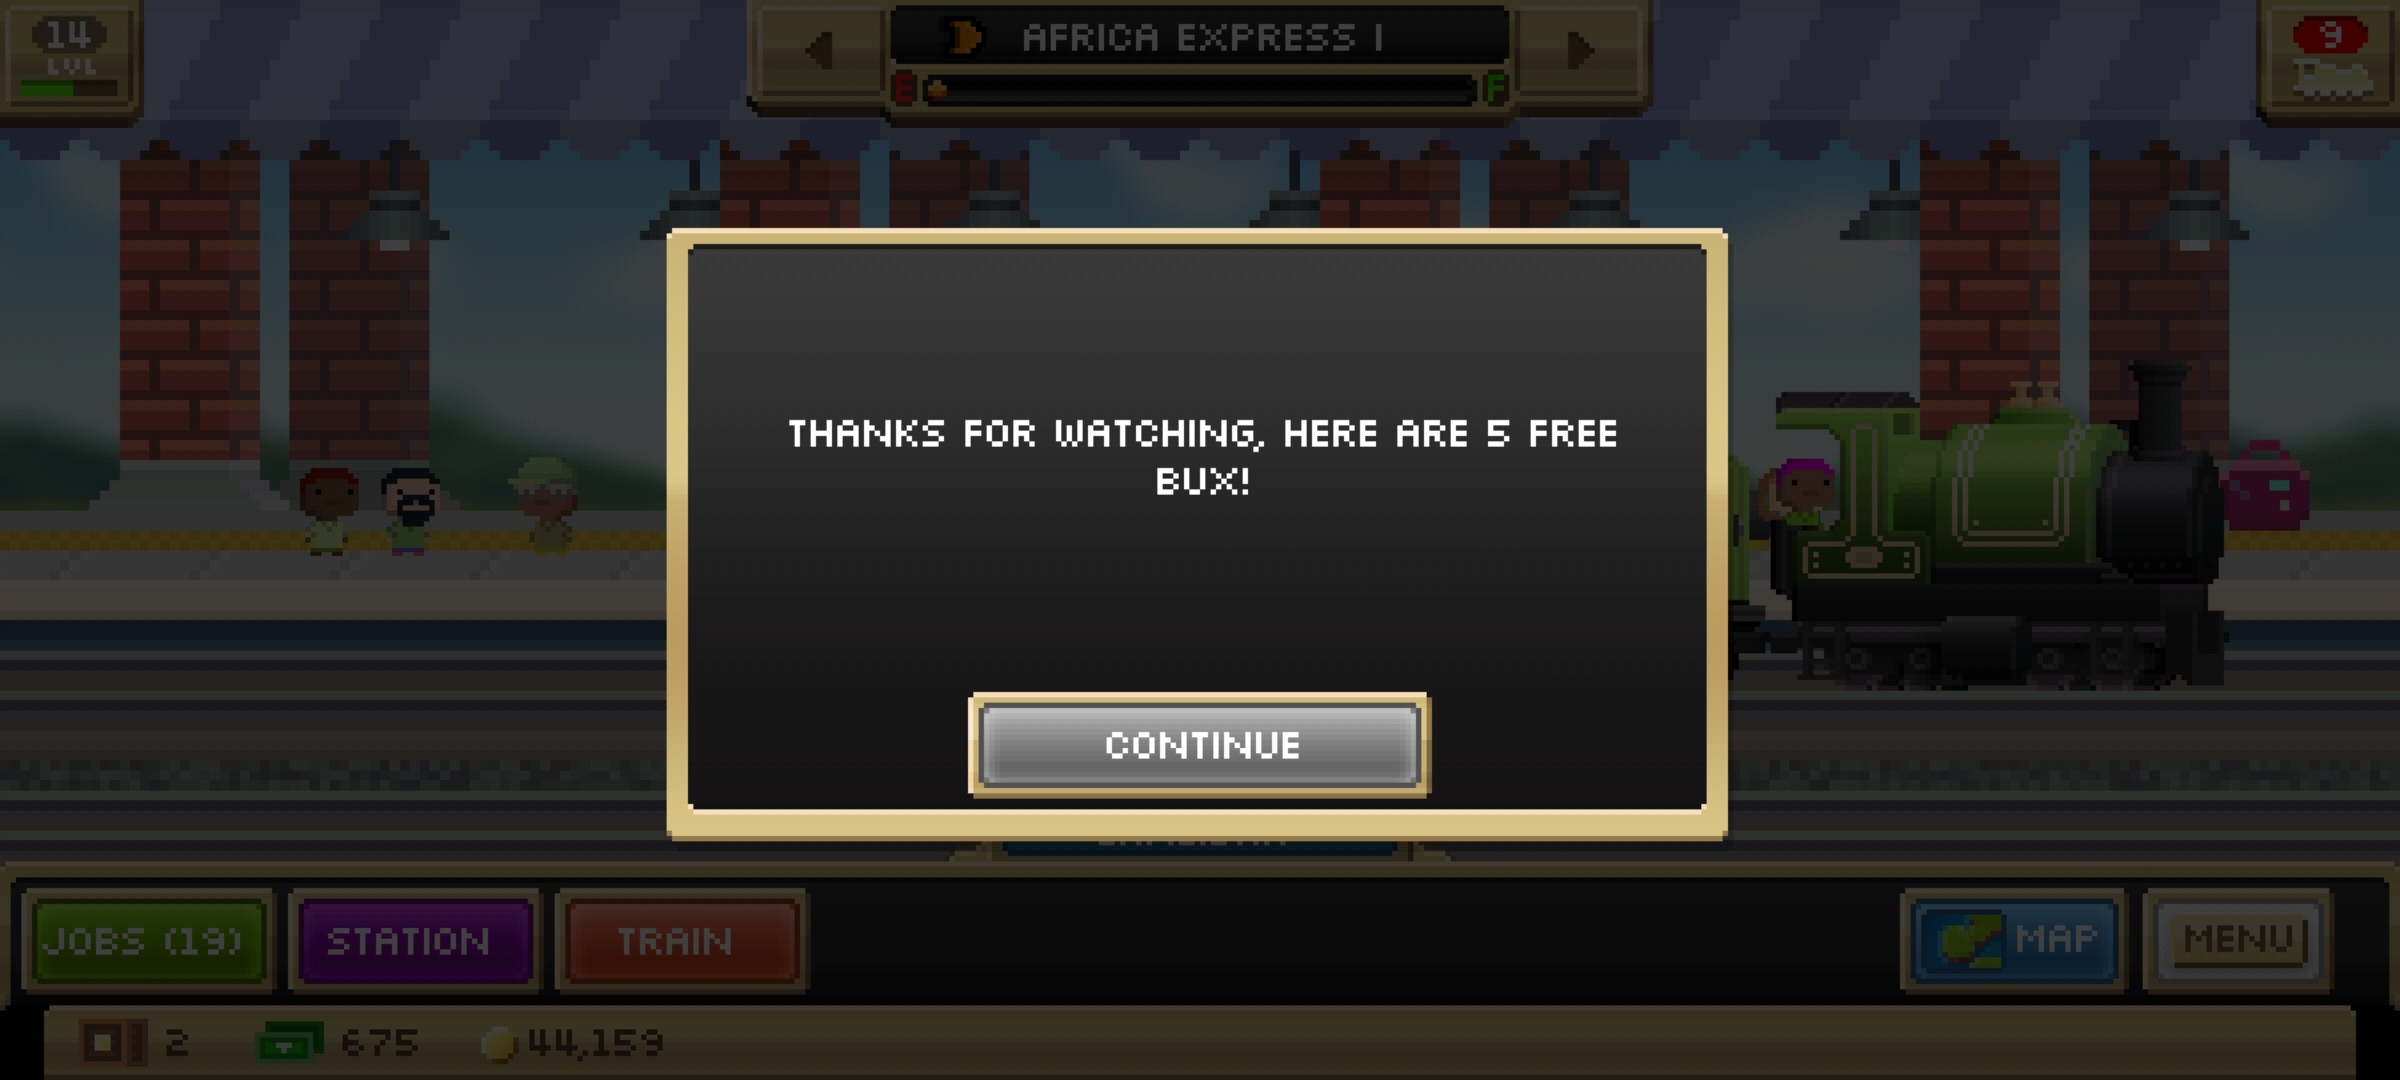 14
LVL
AFRICA EXPRESS I
E
F
9
THANKS FOR WATCHING, HERE ARE 5 FREE
BUX!
CONTINUE
JOBS (19)
STATION
TRAIN
MAP
MENU
2
675
44,159